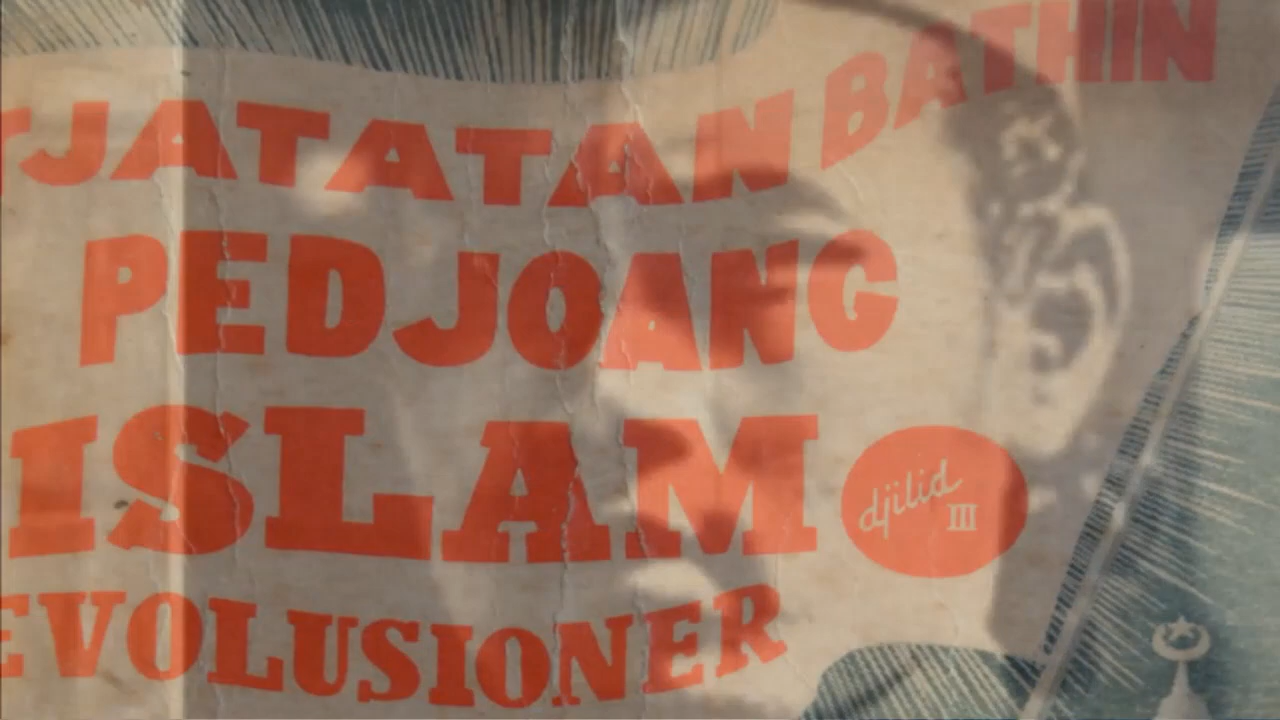 TJATATAN BATHIN
PEDJOANG
ISLAM
djilid
III
EVOLUSIONER